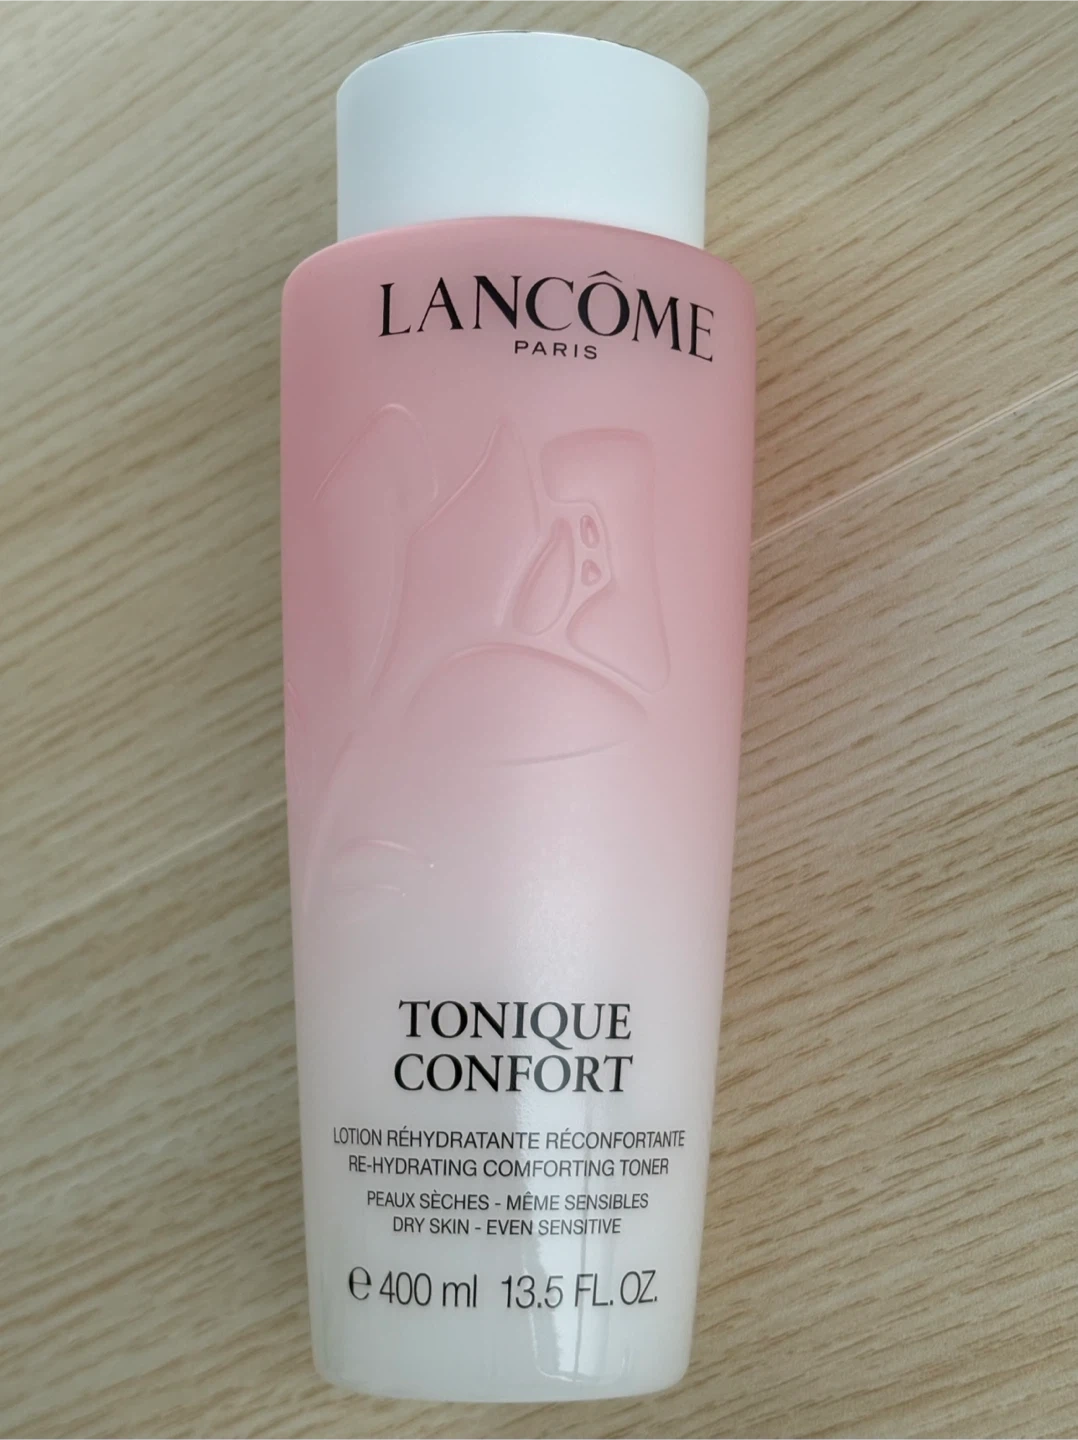 LANCÔME
PARIS
TONIQUE
CONFORT
LOTION RÉHYDRATANTE RÉCONFORTANTE
RE-HYDRATING COMFORTING TONER
PEAUX SÈCHES - MÊME SENSIBLES
DRY SKIN - EVEN SENSITIVE
℮ 400 ml 13.5 FL. OZ.